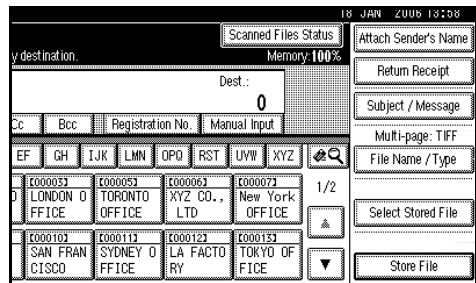 18 JAN 2006 13:58
Scanned Files Status
Attach Sender's Name
y destination.
Memory:100%
Return Receipt
Dest.:
0
Subject / Message
Cc
Bcc
Registration No.
Manual Input
Multi-page: TIFF
EF
GH
IJK
LMN
OPQ
RST
UVW
XYZ
File Name / Type
[00003]
[00005]
[00006]
[00007]
1/2
LONDON O
TORONTO
XYZ CO.,
New York
FFICE
OFFICE
LTD
OFFICE
Select Stored File
[00010]
[00011]
[00012]
[00013]
SAN FRAN
SYDNEY O
LA FACTO
TOKYO OF
CISCO
FFICE
RY
FICE
▲
▼
Store File